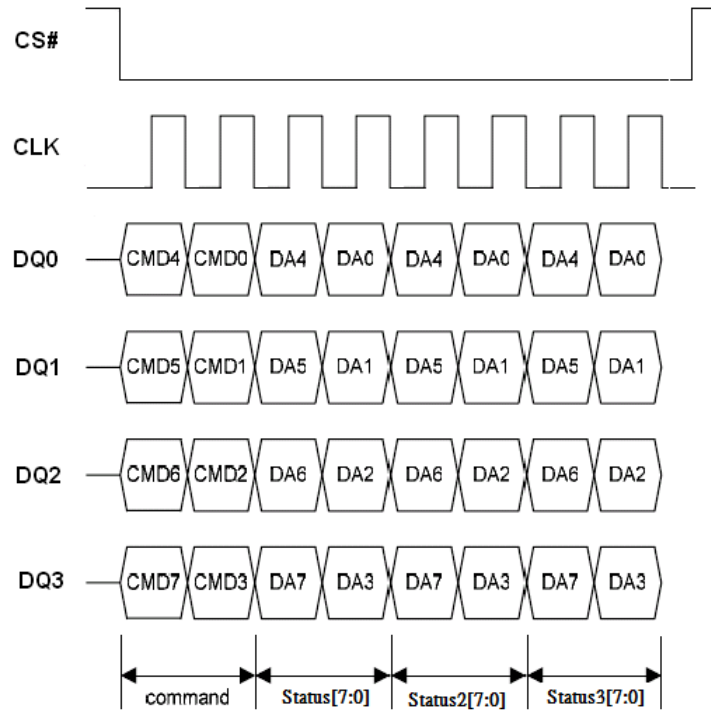 CS#
CLK
DQ0 CMD4 CMD0 DA4 DA0 DA4 DA0 DA4 DA0
DQ1 CMD5 CMD1 DA5 DA1 DA5 DA1 DA5 DA1
DQ2 CMD6 CMD2 DA6 DA2 DA6 DA2 DA6 DA2
DQ3 CMD7 CMD3 DA7 DA3 DA7 DA3 DA7 DA3
command Status[7:0] Status2[7:0] Status3[7:0]